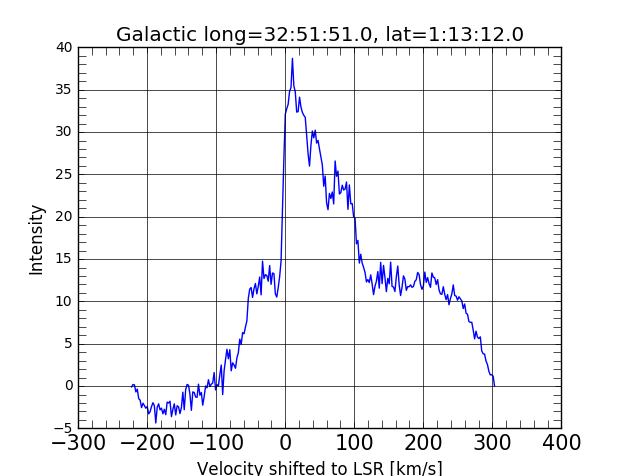 Galactic long=32:51:51.0, lat=1:13:12.0
40
35
30
25
20
15
10
5
0
−5
Intensity
−300 −200 −100 0 100 200 300 400
Velocity shifted to LSR [km/s]